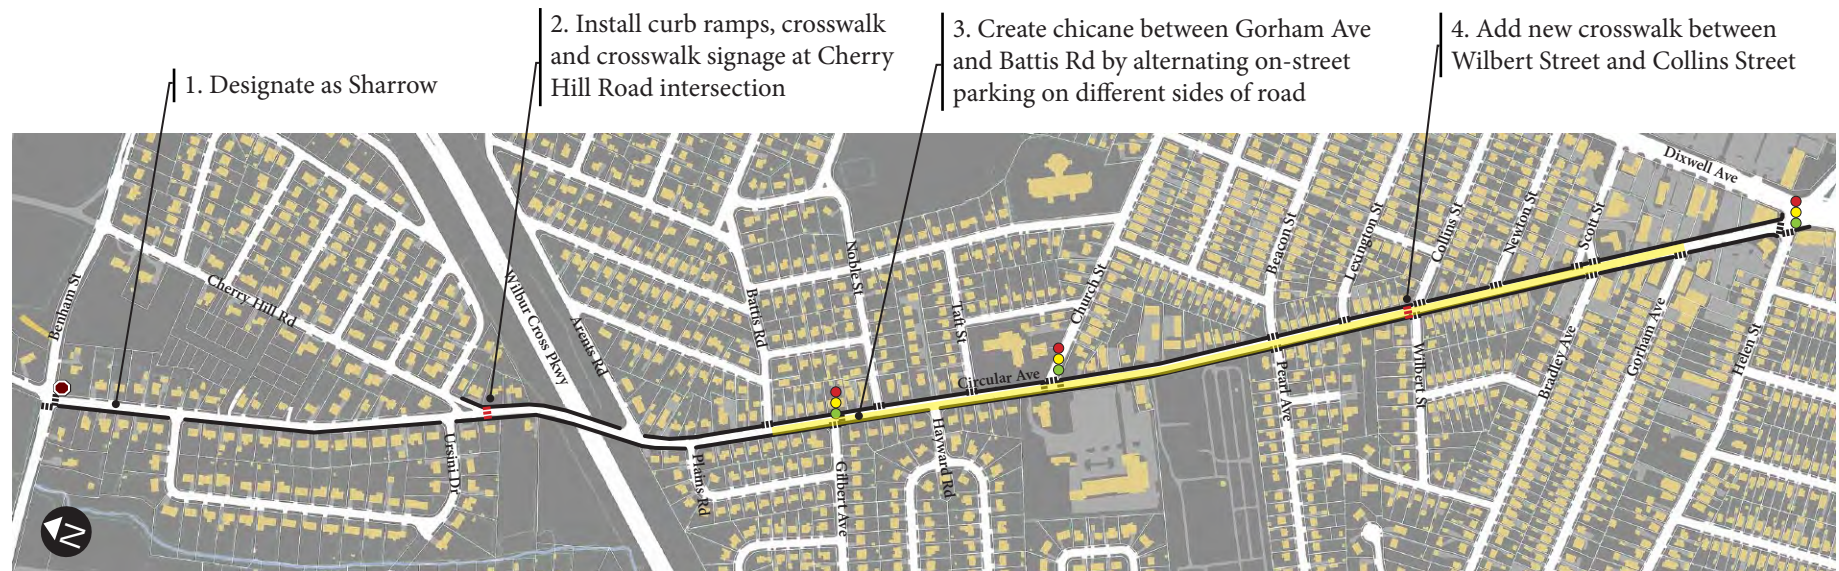 1. Designate as Sharrow
2. Install curb ramps, crosswalk
and crosswalk signage at Cherry
Hill Road intersection
3. Create chicane between Gorham Ave
and Battis Rd by alternating on-street
parking on different sides of road
4. Add new crosswalk between
Wilbert Street and Collins Street
Benham St
Cherry Hill Rd
Ursini Dr
Wilbur Cross Pkwy
Arents Rd
Plains Rd
Battis Rd
Noble St
Gilbert Ave
Hayward Rd
Taft St
Circular Ave
Church St
Beacon St
Pearl Ave
Lexington St
Collins St
Wilbert St
Newton St
Scott St
Bradley Ave
Gorham Ave
Helen St
Dixwell Ave
N